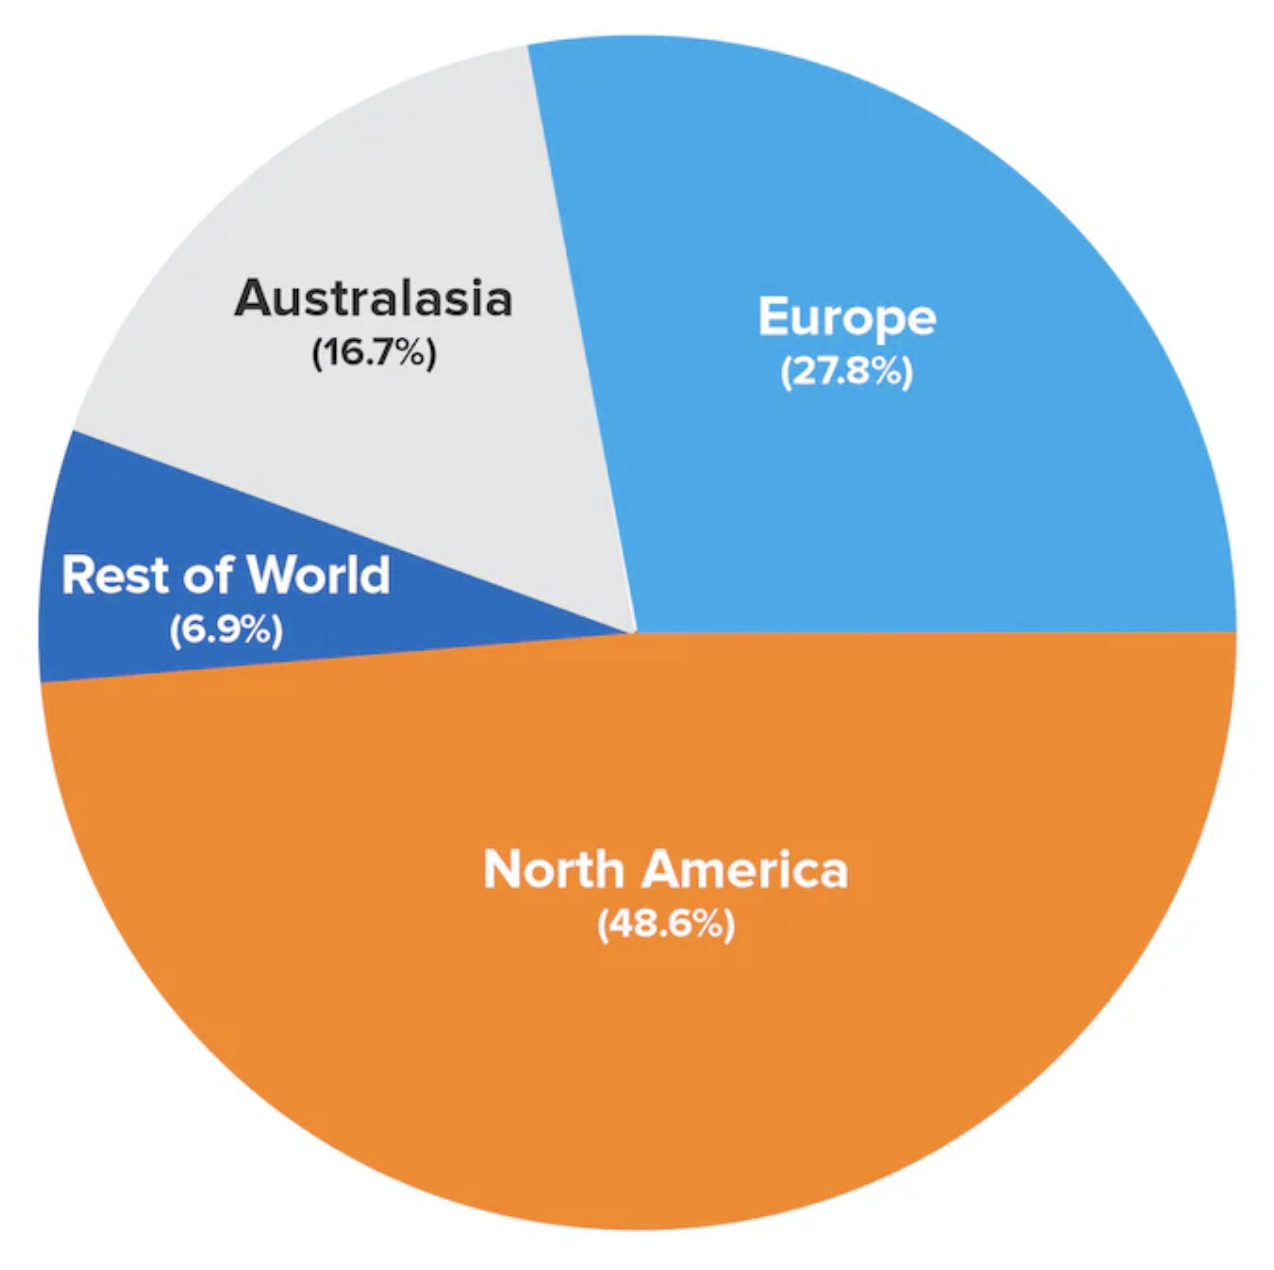 Australasia
(16.7%)
Europe
(27.8%)
Rest of World
(6.9%)
North America
(48.6%)